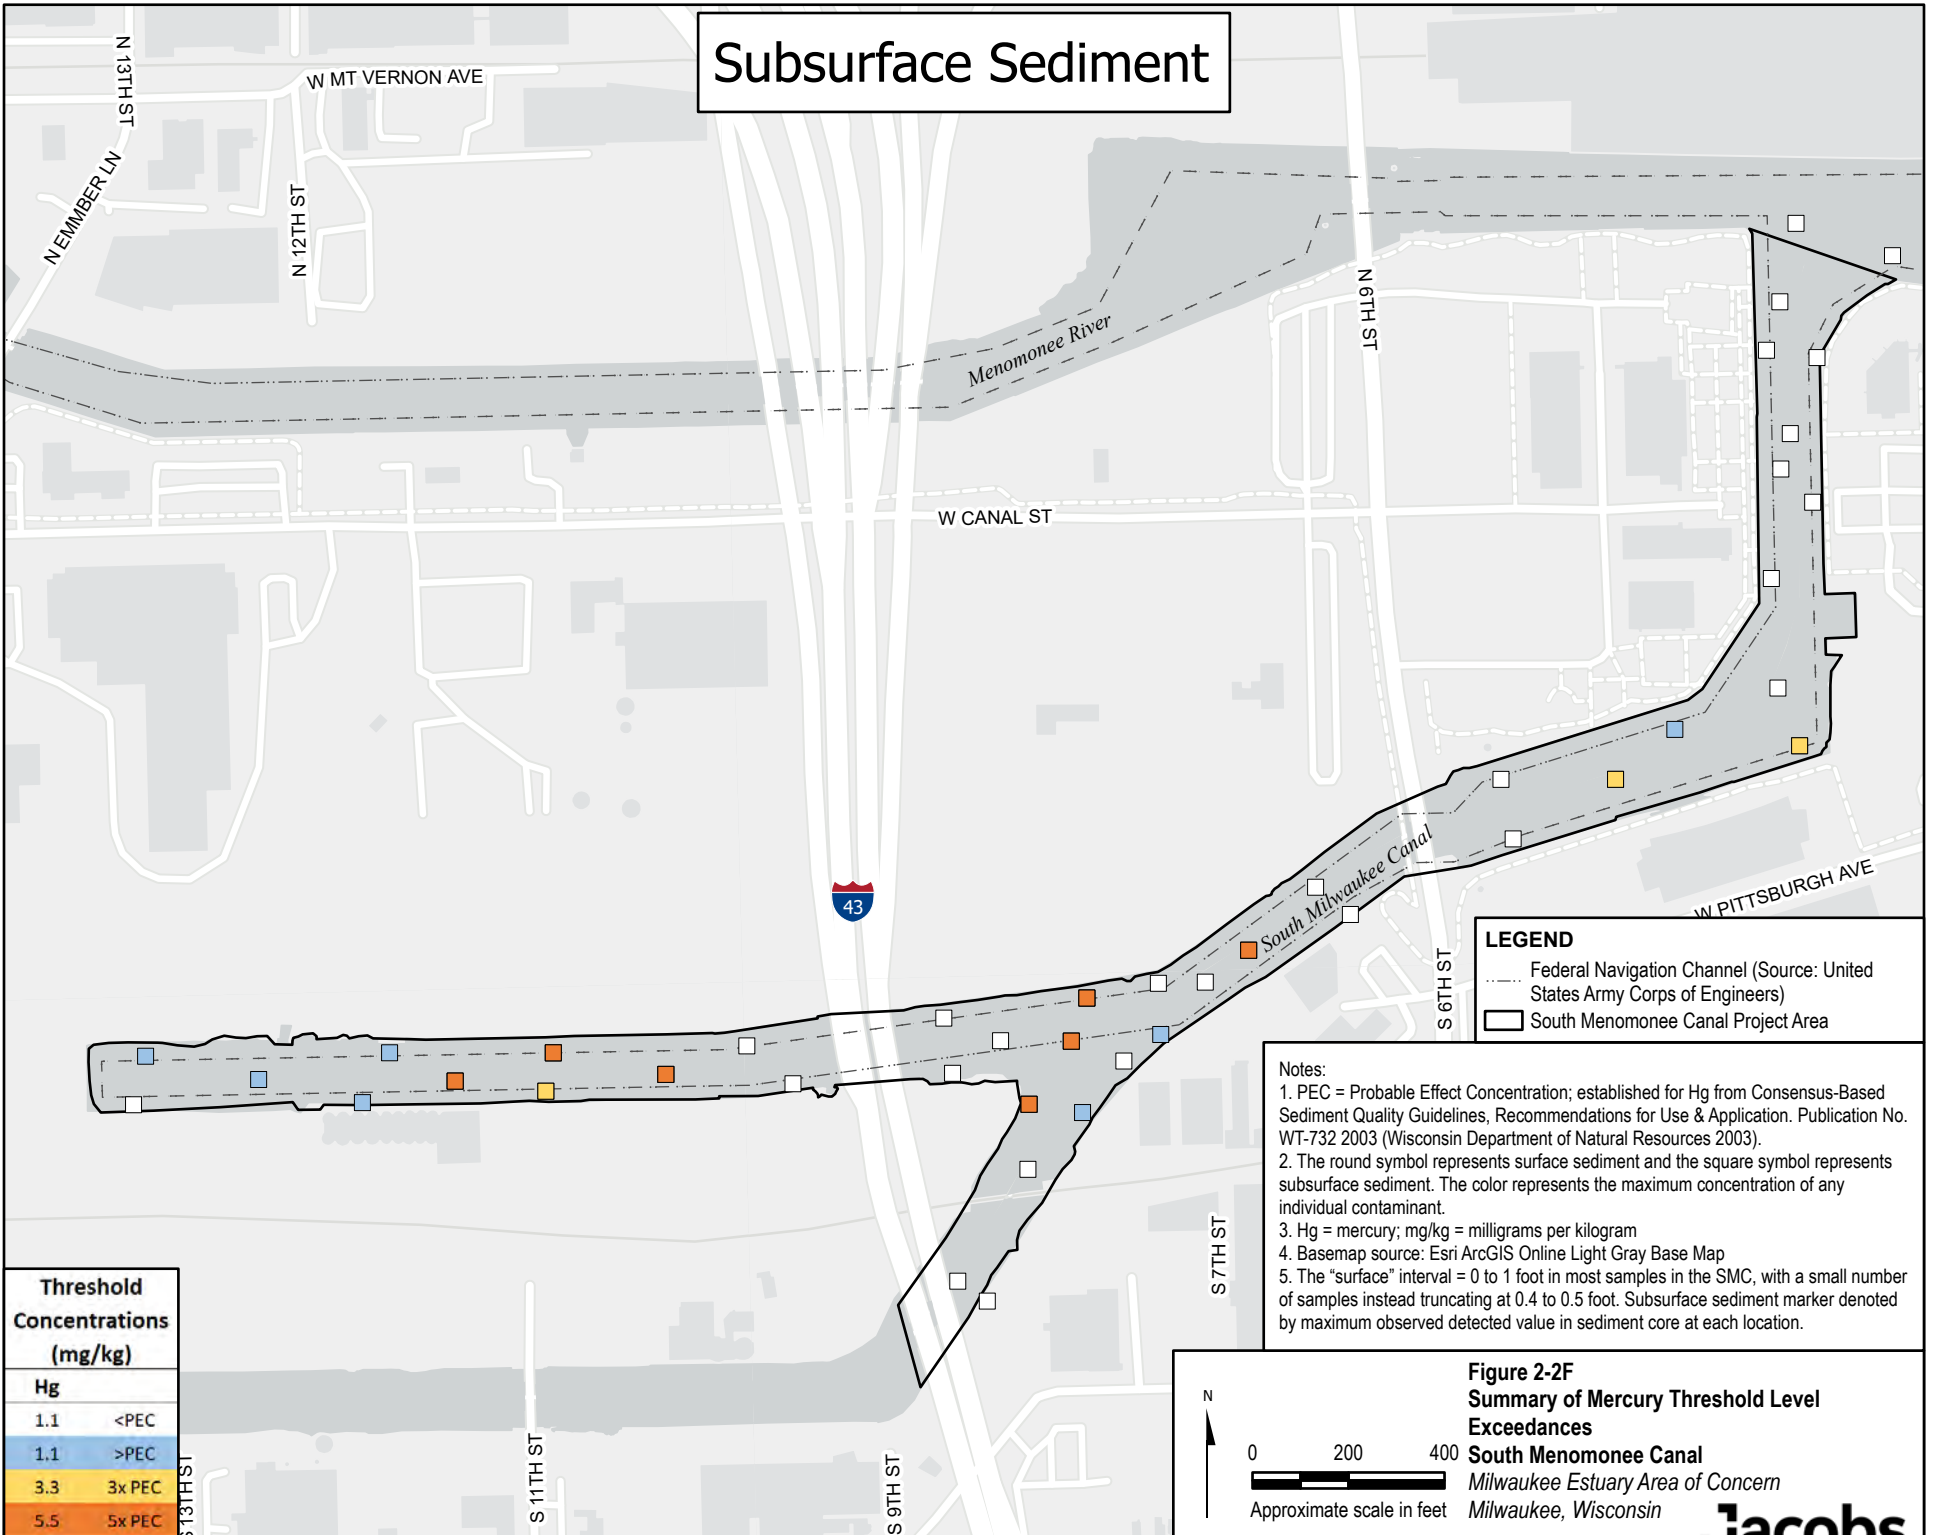 Subsurface Sediment
N 13TH ST
W MT VERNON AVE
N EMMBER LN
N 12TH ST
N 6TH ST
Menomonee River
W CANAL ST
43
South Milwaukee Canal
W PITTSBURGH AVE
S 6TH ST
S 7TH ST
S 13TH ST
S 11TH ST
S 9TH ST
LEGEND
Federal Navigation Channel (Source: United
States Army Corps of Engineers)
South Menomonee Canal Project Area
Notes:
1. PEC = Probable Effect Concentration; established for Hg from Consensus-Based
Sediment Quality Guidelines, Recommendations for Use & Application. Publication No.
WT-732 2003 (Wisconsin Department of Natural Resources 2003).
2. The round symbol represents surface sediment and the square symbol represents
subsurface sediment. The color represents the maximum concentration of any
individual contaminant.
3. Hg = mercury; mg/kg = milligrams per kilogram
4. Basemap source: Esri ArcGIS Online Light Gray Base Map
5. The “surface” interval = 0 to 1 foot in most samples in the SMC, with a small number
of samples instead truncating at 0.4 to 0.5 foot. Subsurface sediment marker denoted
by maximum observed detected value in sediment core at each location.
Threshold
Concentrations
(mg/kg)
Hg
1.1 <PEC
1.1 >PEC
3.3 3x PEC
5.5 5x PEC
N
0 200 400
Approximate scale in feet
Figure 2-2F
Summary of Mercury Threshold Level
Exceedances
South Menomonee Canal
Milwaukee Estuary Area of Concern
Milwaukee, Wisconsin
Jacobs